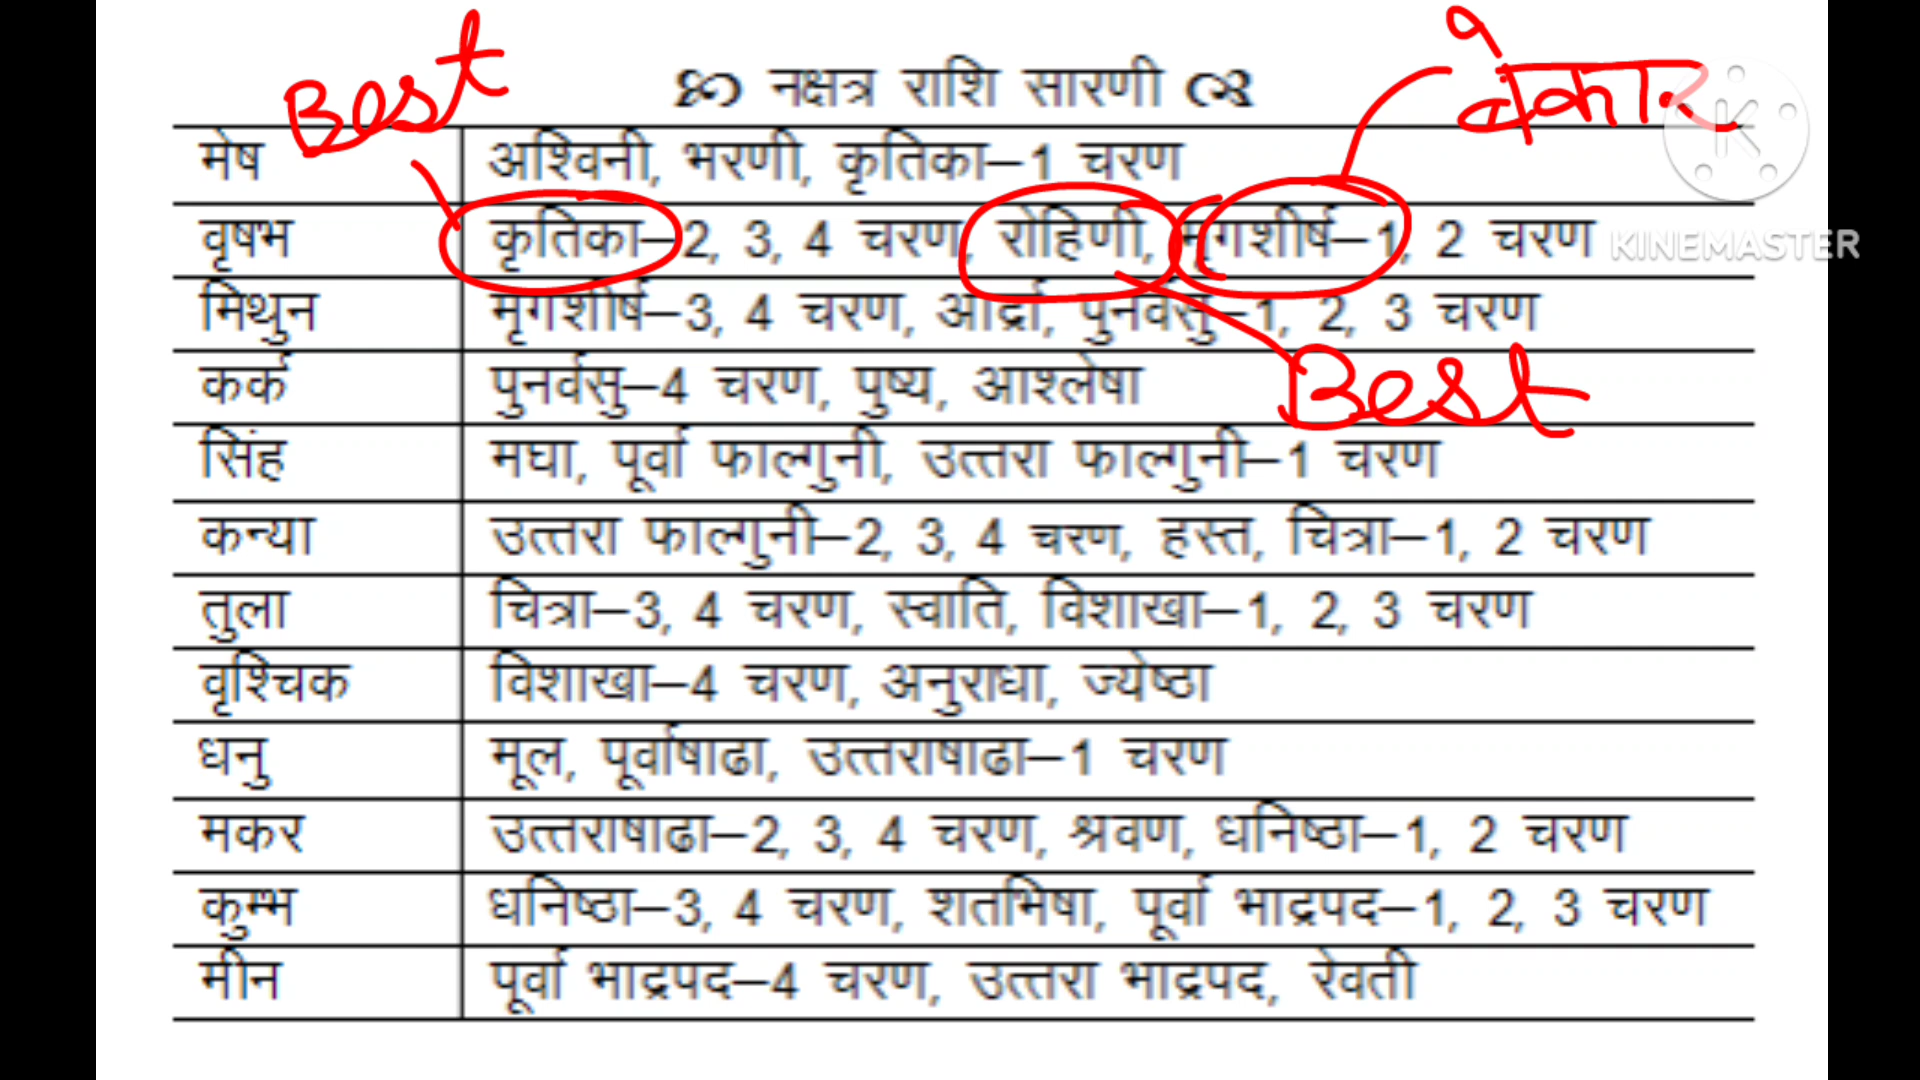 Best
नक्षत्र राशि सारणी
बेकार
मेष अश्विनी, भरणी, कृतिका–1 चरण
वृषभ कृतिका–2, 3, 4 चरण, रोहिणी, मृगशीर्ष–1, 2 चरण
KINEMASTER
मिथुन मृगशीर्ष–3, 4 चरण, आर्द्रा, पुनर्वसु–1, 2, 3 चरण
कर्क पुनर्वसु–4 चरण, पुष्य, आश्लेषा
Best
सिंह मघा, पूर्वा फाल्गुनी, उत्तरा फाल्गुनी–1 चरण
कन्या उत्तरा फाल्गुनी–2, 3, 4 चरण, हस्त, चित्रा–1, 2 चरण
तुला चित्रा–3, 4 चरण, स्वाति, विशाखा–1, 2, 3 चरण
वृश्चिक विशाखा–4 चरण, अनुराधा, ज्येष्ठा
धनु मूल, पूर्वाषाढा, उत्तराषाढा–1 चरण
मकर उत्तराषाढा–2, 3, 4 चरण, श्रवण, धनिष्ठा–1, 2 चरण
कुम्भ धनिष्ठा–3, 4 चरण, शतभिषा, पूर्वा भाद्रपद–1, 2, 3 चरण
मीन पूर्वा भाद्रपद–4 चरण, उत्तरा भाद्रपद, रेवती